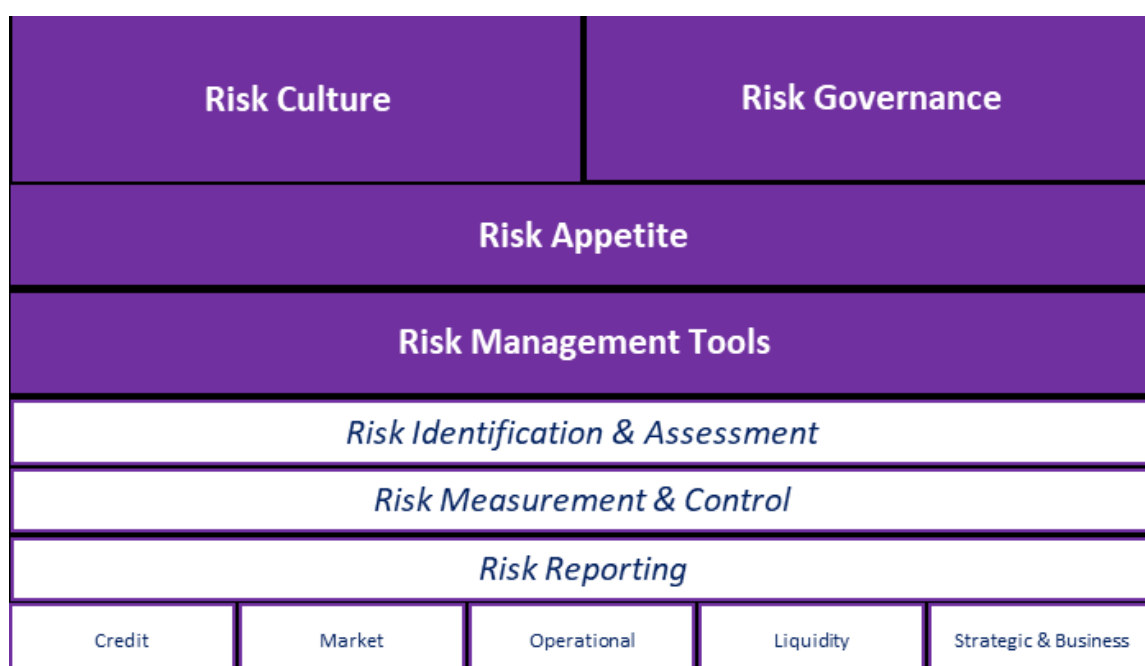 Risk Culture
Risk Governance
Risk Appetite
Risk Management Tools
Risk Identification & Assessment
Risk Measurement & Control
Risk Reporting
Credit
Market
Operational
Liquidity
Strategic & Business